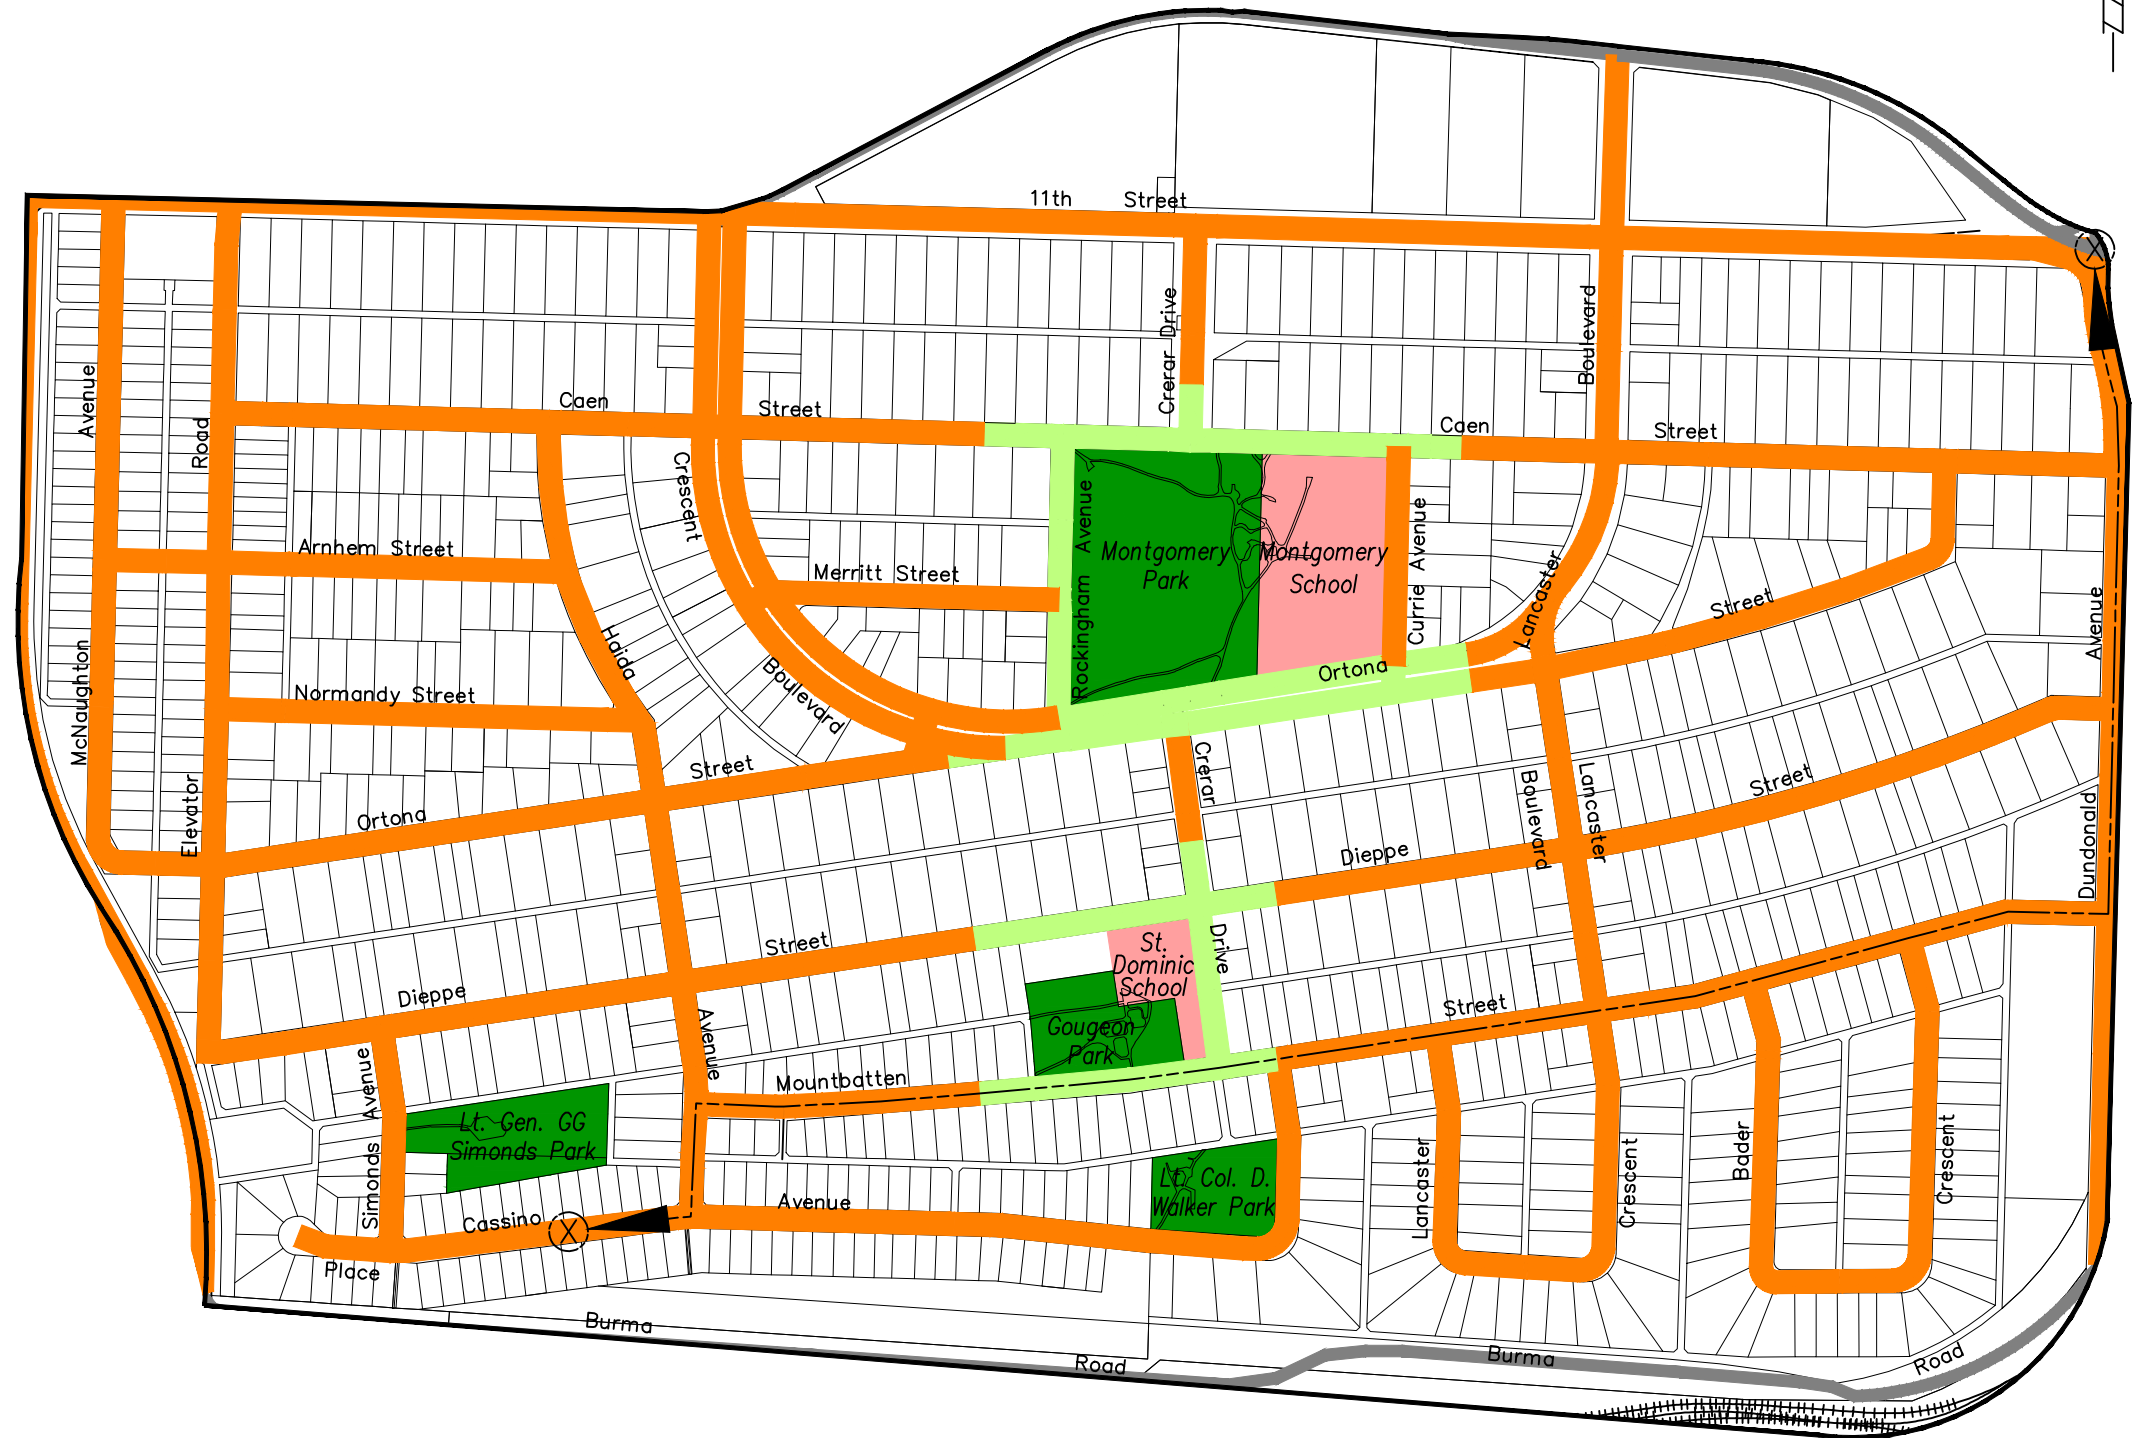 11th Street
Crerar Drive
Boulevard
Avenue
Road
Caen Street
Caen Street
Crescent
Rockingham Avenue
Currie Avenue
Arnhem Street
Merritt Street
Montgomery
Park
Montgomery
School
Lancaster
Street
Avenue
Haida
McNaughton
Normandy Street
Boulevard
Ortona
Street
Ortona
Elevator
Crerar
Boulevard
Lancaster
Street
Dundonald
Dieppe
Street
Drive
St.
Dominic
School
Dieppe
Street
Gougeon
Park
Avenue
Avenue
Mountbatten
Simonds
Lt. Gen. GG
Simonds Park
Lt. Col. D.
Walker Park
Lancaster
Crescent
Bader
Crescent
Cassino
Avenue
X
X
Place
Burma
Road
Burma
Road